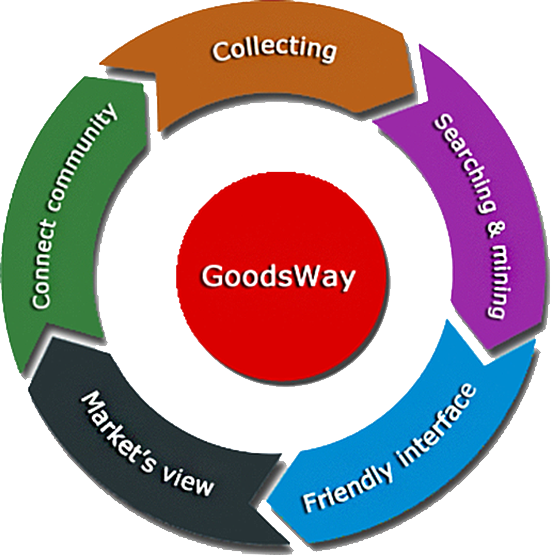 Collecting
Searching & mining
Friendly interface
Market's view
Connect community
GoodsWay